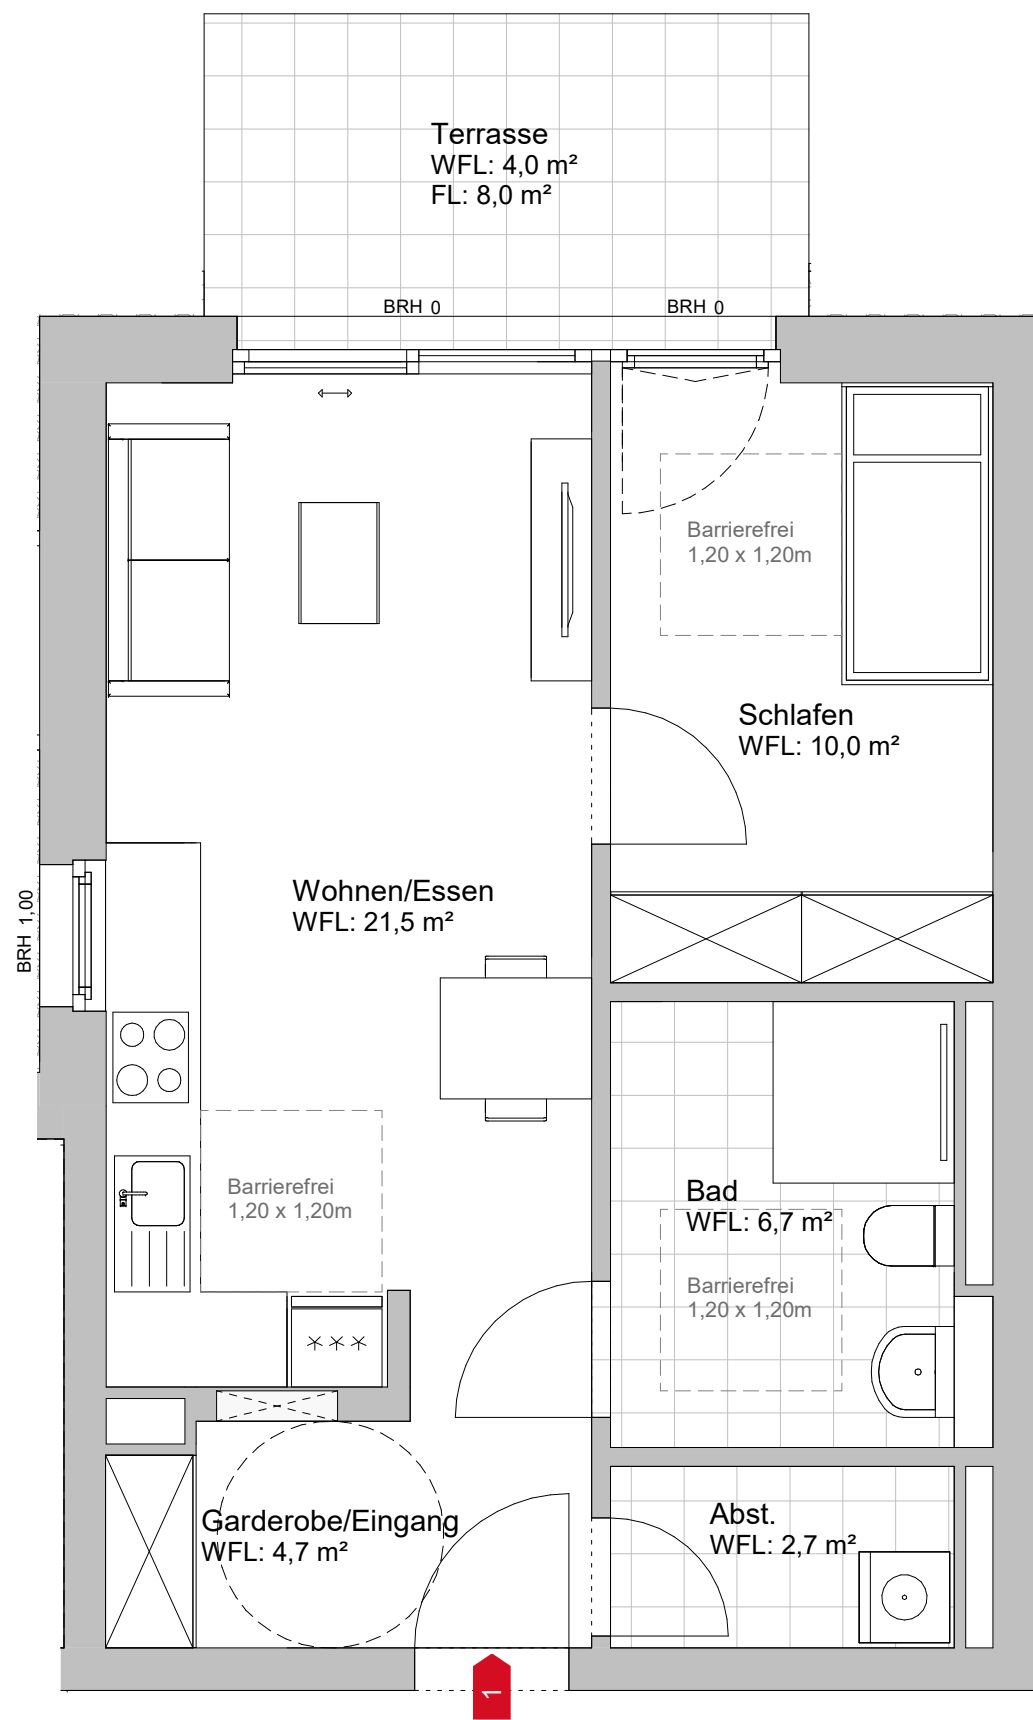 Terrasse
WFL: 4,0 m²
FL: 8,0 m²
BRH 0
BRH 0
Barrierefrei
1,20 x 1,20m
Schlafen
WFL: 10,0 m²
Wohnen/Essen
WFL: 21,5 m²
BRH 1,00
Barrierefrei
1,20 x 1,20m
Bad
WFL: 6,7 m²
Barrierefrei
1,20 x 1,20m
Garderobe/Eingang
WFL: 4,7 m²
Abst.
WFL: 2,7 m²
1